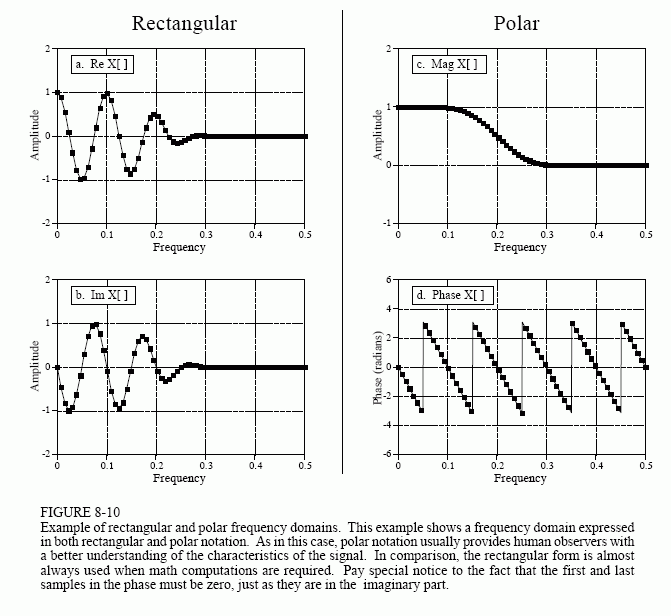 Rectangular
Polar
2
1
0
-1
-2
a. Re X[ ]
Amplitude
0
0.1
0.2
0.3
0.4
0.5
Frequency
2
1
0
-1
c. Mag X[ ]
Amplitude
0
0.1
0.2
0.3
0.4
0.5
Frequency
2
1
0
-1
-2
b. Im X[ ]
Amplitude
0
0.1
0.2
0.3
0.4
0.5
Frequency
6
4
2
0
-2
-4
-6
d. Phase X[ ]
Phase (radians)
0
0.1
0.2
0.3
0.4
0.5
Frequency
FIGURE 8-10
Example of rectangular and polar frequency domains. This example shows a frequency domain expressed
in both rectangular and polar notation. As in this case, polar notation usually provides human observers with
a better understanding of the characteristics of the signal. In comparison, the rectangular form is almost
always used when math computations are required. Pay special notice to the fact that the first and last
samples in the phase must be zero, just as they are in the imaginary part.